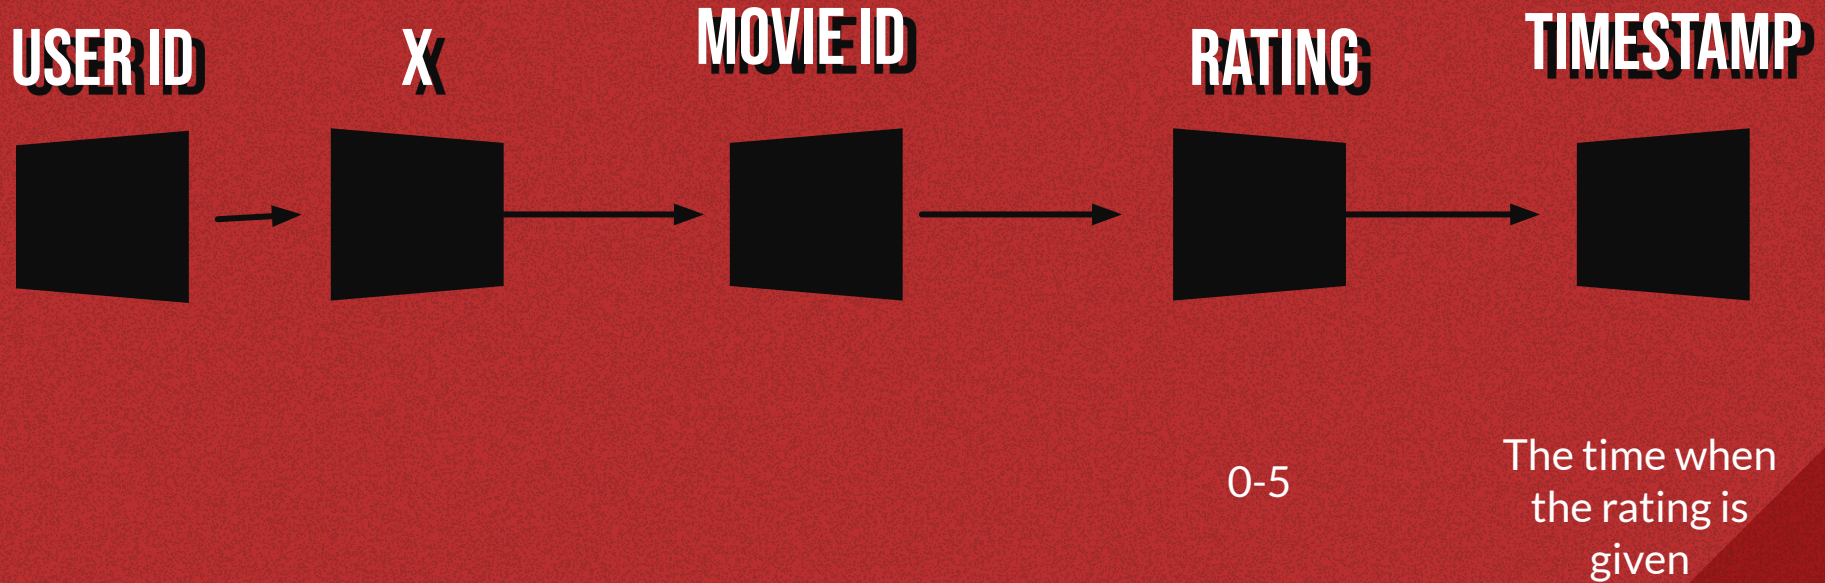 USER ID
X
MOVIE ID
RATING
TIMESTAMP
0-5
The time when
the rating is
given